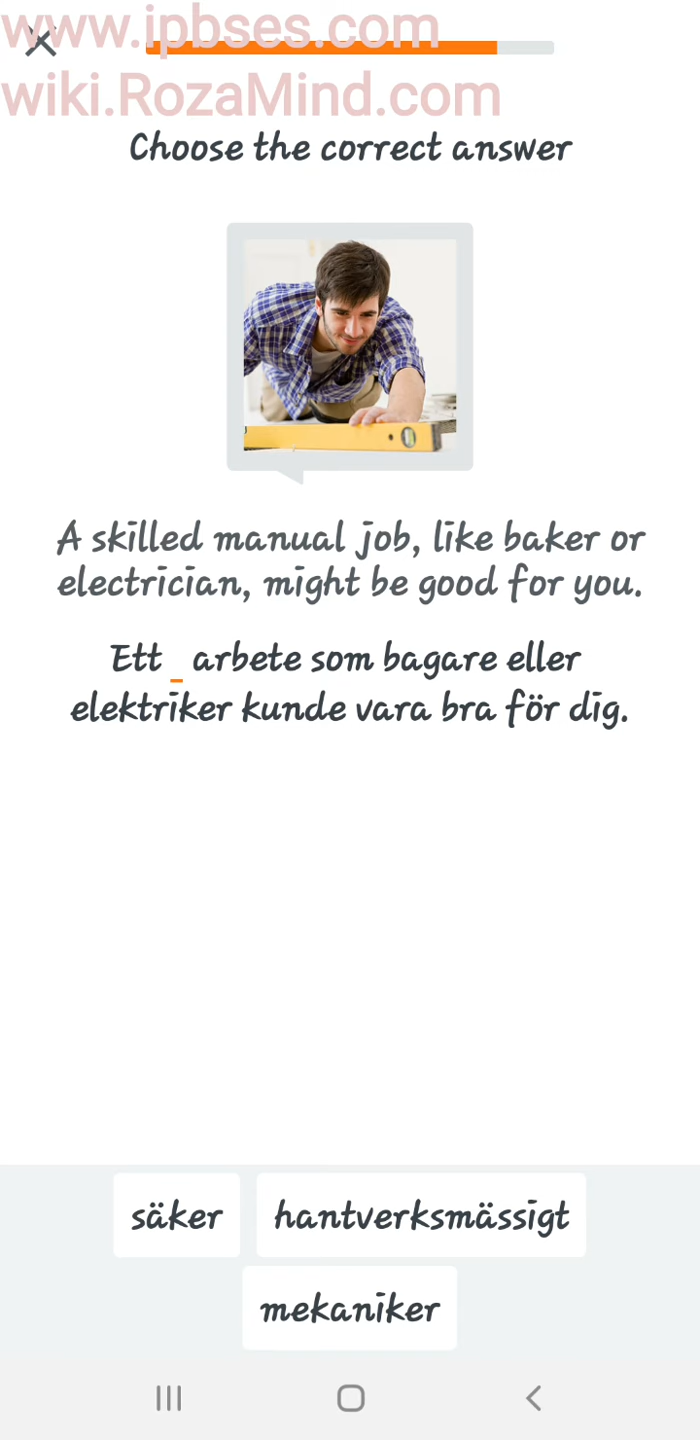 www.ipbses.com
wiki.RozaMind.com
Choose the correct answer
A skilled manual job, like baker or
electrician, might be good for you.
Ett _ arbete som bagare eller
elektriker kunde vara bra för dig.
säker hantverksmässigt
mekaniker